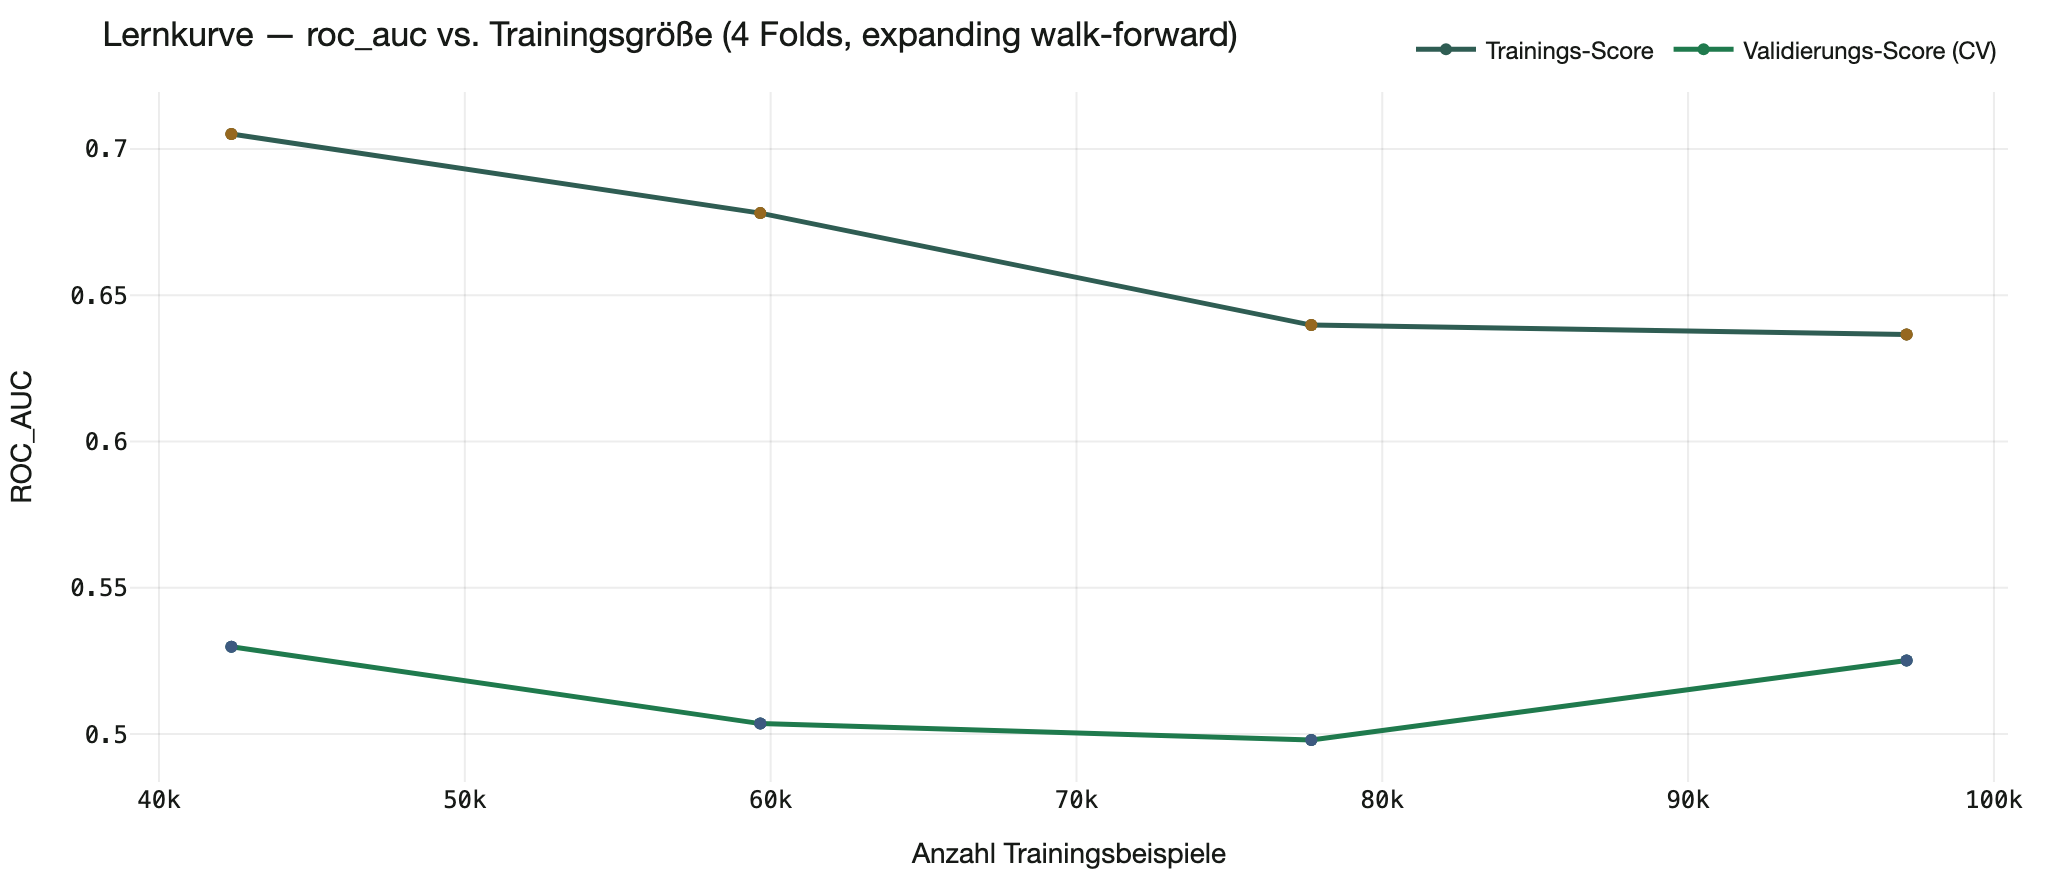 Lernkurve — roc_auc vs. Trainingsgröße (4 Folds, expanding walk-forward)
Trainings-Score
Validierungs-Score (CV)
ROC_AUC
0.7
0.65
0.6
0.55
0.5
40k
50k
60k
70k
80k
90k
100k
Anzahl Trainingsbeispiele